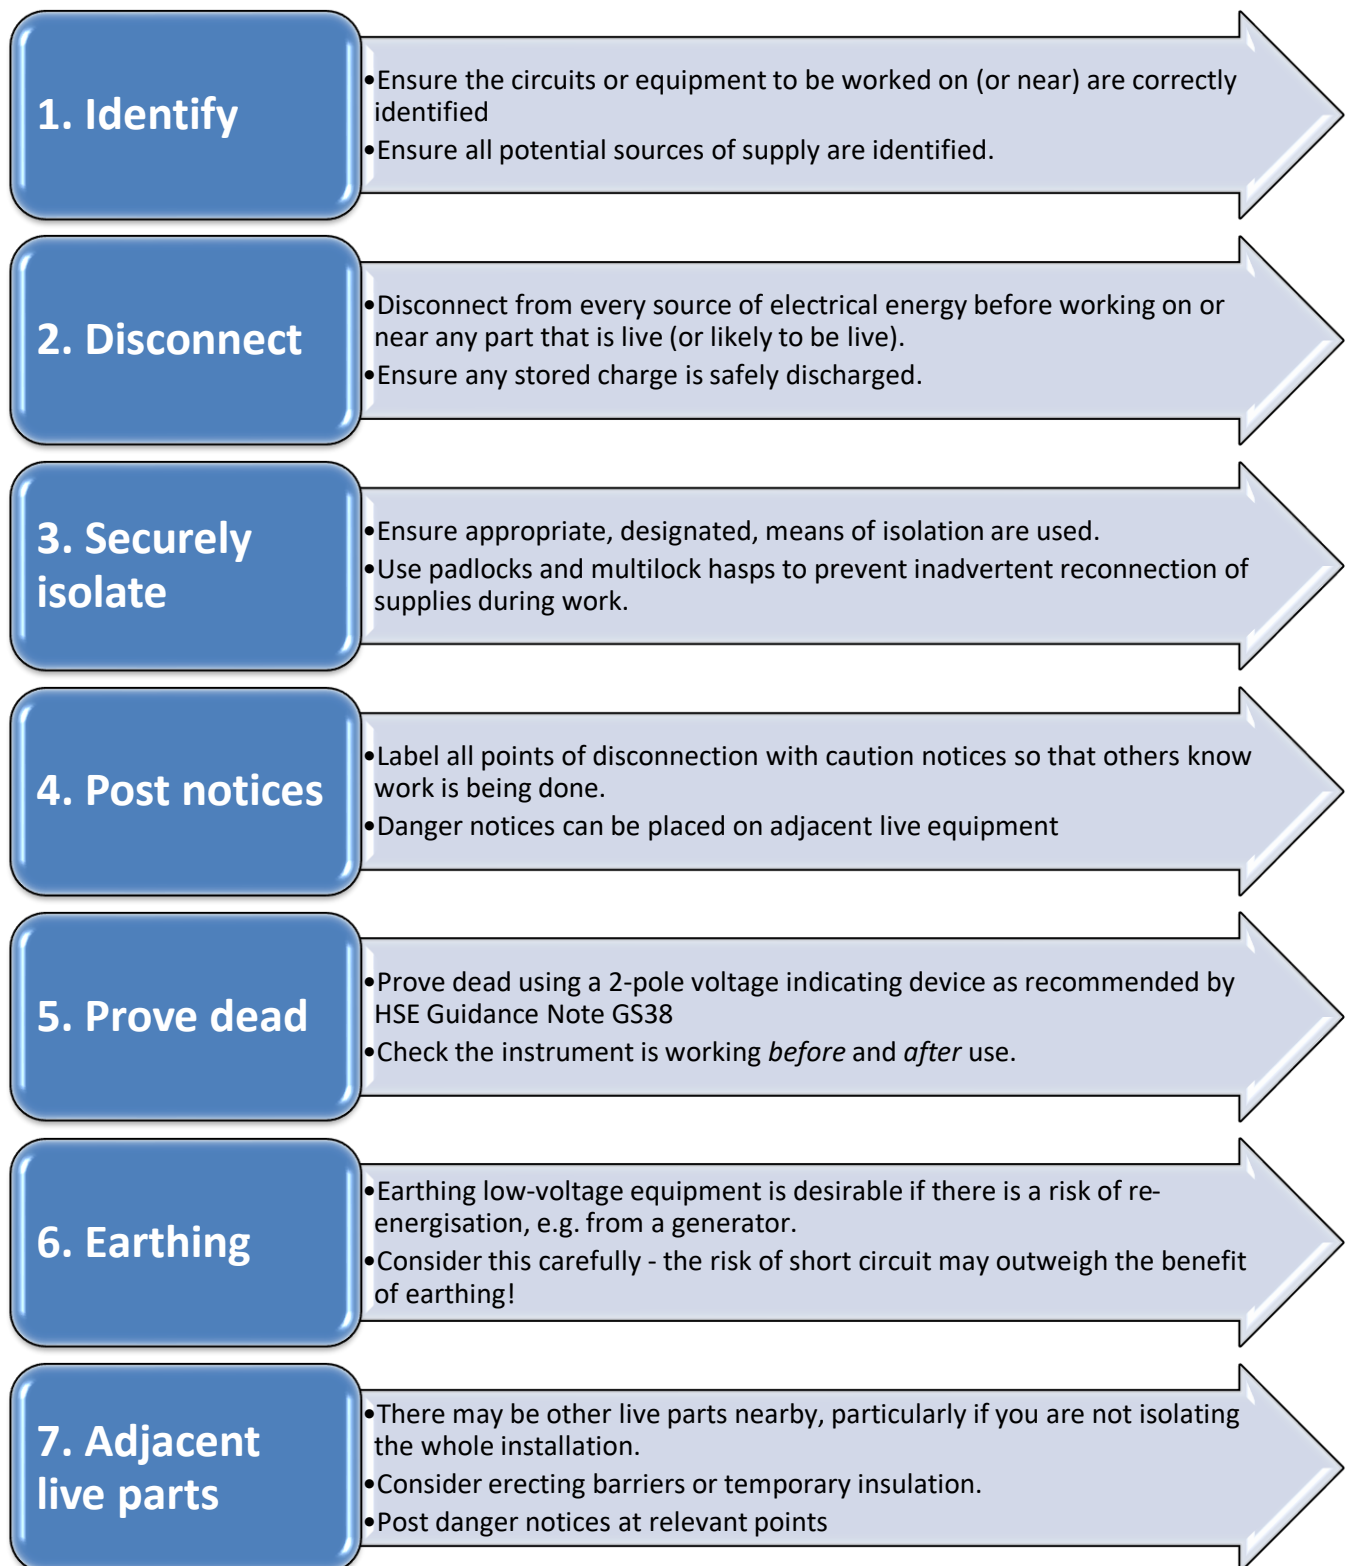 1. Identify
•Ensure the circuits or equipment to be worked on (or near) are correctly
identified
•Ensure all potential sources of supply are identified.
2. Disconnect
•Disconnect from every source of electrical energy before working on or
near any part that is live (or likely to be live).
•Ensure any stored charge is safely discharged.
3. Securely
isolate
•Ensure appropriate, designated, means of isolation are used.
•Use padlocks and multilock hasps to prevent inadvertent reconnection of
supplies during work.
4. Post notices
•Label all points of disconnection with caution notices so that others know
work is being done.
•Danger notices can be placed on adjacent live equipment
5. Prove dead
•Prove dead using a 2-pole voltage indicating device as recommended by
HSE Guidance Note GS38
•Check the instrument is working before and after use.
6. Earthing
•Earthing low-voltage equipment is desirable if there is a risk of re-
energisation, e.g. from a generator.
•Consider this carefully - the risk of short circuit may outweigh the benefit
of earthing!
7. Adjacent
live parts
•There may be other live parts nearby, particularly if you are not isolating
the whole installation.
•Consider erecting barriers or temporary insulation.
•Post danger notices at relevant points